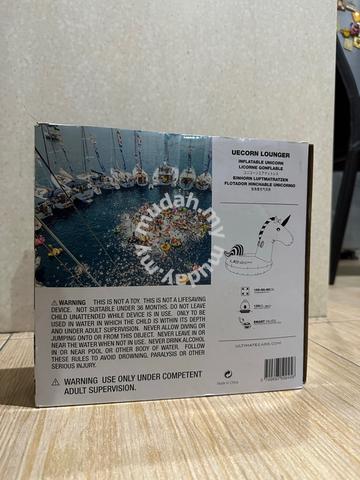 UECORN LOUNGER
INFLATABLE UNICORN
LICORNE GONFLABLE
EINHORN LUFTMATRATZEN
FLOTADOR HINCHABLE UNICORNIO
mudah.my
WARNING THIS IS NOT A TOY. THIS IS NOT A LIFESAVING
DEVICE. NOT SUITABLE UNDER 36 MONTHS. DO NOT LEAVE
CHILD UNATTENDED WHILE DEVICE IS IN USE. ONLY TO BE
USED IN WATER IN WHICH THE CHILD IS WITHIN ITS DEPTH
AND UNDER ADULT SUPERVISION. NEVER ALLOW DIVING OR
JUMPING ONTO OR FROM THIS OBJECT. NEVER LEAVE IN OR
NEAR THE WATER WHEN NOT IN USE. NEVER DRINK ALCOHOL
IN OR NEAR POOL OR OTHER BODY OF WATER. FOLLOW
THESE RULES TO AVOID DROWNING, PARALYSIS OR OTHER
SERIOUS INJURY.
WARNING USE ONLY UNDER COMPETENT
ADULT SUPERVISION.
SMART
ULTIMATEEARS.COM
Made in China